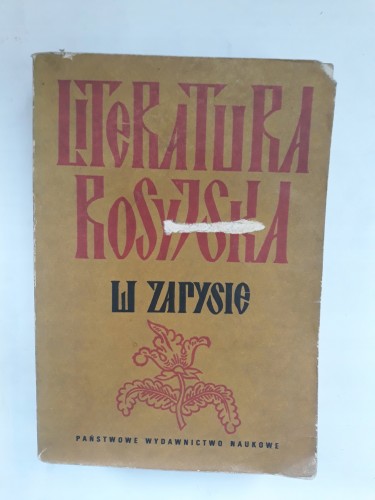 LITERATURA
ROSYJSKA
W ZARYSIE
PAŃSTWOWE WYDAWNICTWO NAUKOWE